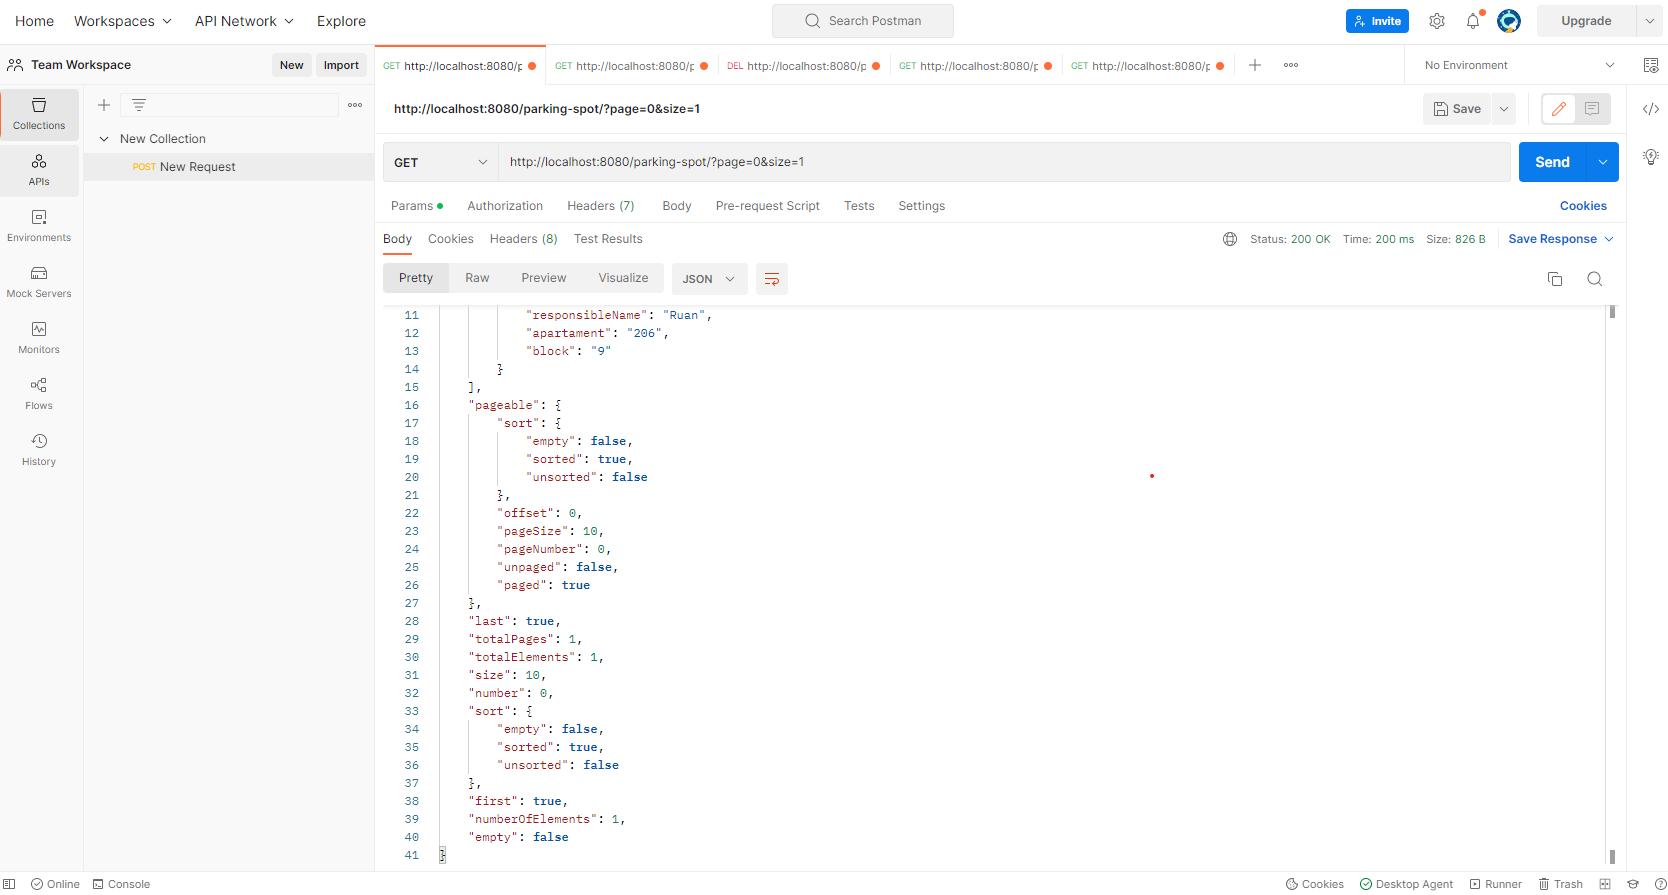 Home Workspaces API Network Explore Search Postman Invite Upgrade
Team Workspace New Import
GET http://localhost:8080/p GET http://localhost:8080/p DEL http://localhost:8080/p GET http://localhost:8080/p GET http://localhost:8080/p No Environment
http://localhost:8080/parking-spot/?page=0&size=1 Save
Collections
New Collection
POST New Request
GET http://localhost:8080/parking-spot/?page=0&size=1 Send
APIs
Params Authorization Headers (7) Body Pre-request Script Tests Settings Cookies
Environments
Body Cookies Headers (8) Test Results Status: 200 OK Time: 200 ms Size: 826 B Save Response
Pretty Raw Preview Visualize JSON
Mock Servers
Monitors
Flows
History
11 "responsibleName": "Ruan",
12 "apartament": "206",
13 "block": "9"
14 }
15 ],
16 "pageable": {
17 "sort": {
18 "empty": false,
19 "sorted": true,
20 "unsorted": false
21 },
22 "offset": 0,
23 "pageSize": 10,
24 "pageNumber": 0,
25 "unpaged": false,
26 "paged": true
27 },
28 "last": true,
29 "totalPages": 1,
30 "totalElements": 1,
31 "size": 10,
32 "number": 0,
33 "sort": {
34 "empty": false,
35 "sorted": true,
36 "unsorted": false
37 },
38 "first": true,
39 "numberOfElements": 1,
40 "empty": false
41 }
Online Console Cookies Desktop Agent Runner Trash